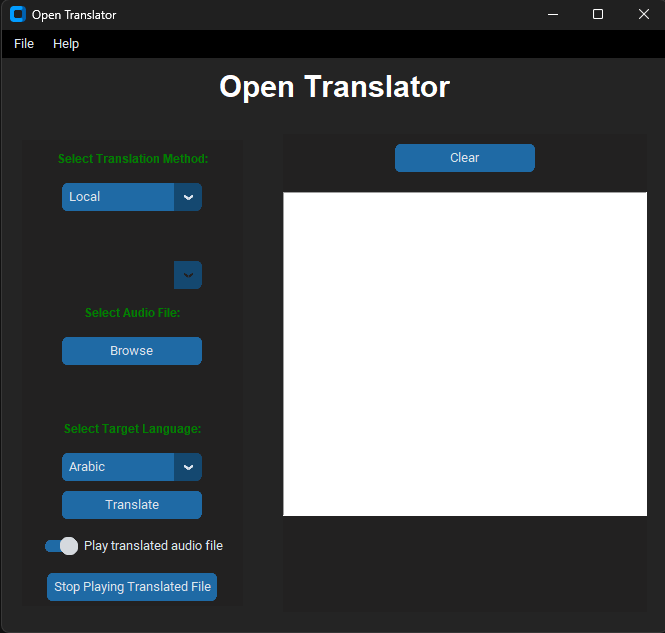 Open Translator
File Help
Open Translator
Select Translation Method:
Local
Select Audio File:
Browse
Select Target Language:
Arabic
Translate
Play translated audio file
Stop Playing Translated File
Clear